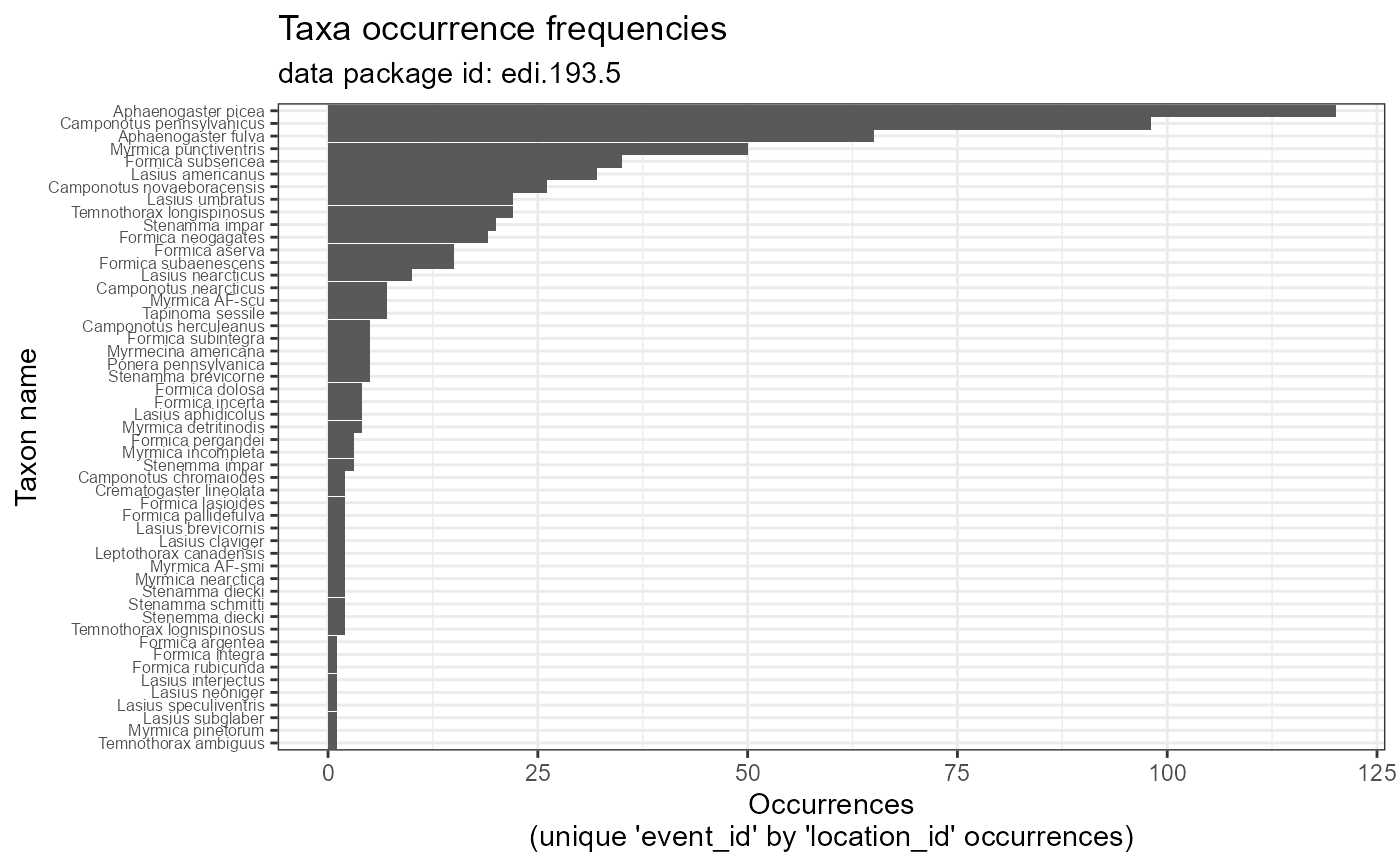 Taxa occurrence frequencies
data package id: edi.193.5
Taxon name
Aphaenogaster picea
Camponotus pennsylvanicus
Aphaenogaster fulva
Myrmica punctiventris
Formica subsericea
Lasius americanus
Camponotus novaeboracensis
Lasius umbratus
Temnothorax longispinosus
Stenamma impar
Formica neogagates
Formica aserva
Formica subaenescens
Lasius nearcticus
Camponotus nearcticus
Myrmica AF-scu
Tapinoma sessile
Camponotus herculeanus
Formica subintegra
Myrmecina americana
Ponera pennsylvanica
Stenamma brevicorne
Formica dolosa
Formica incerta
Lasius aphidicolus
Myrmica detritinodis
Formica pergandei
Myrmica incompleta
Stenemma impar
Camponotus chromaiodes
Crematogaster lineolata
Formica lasioides
Formica pallidefulva
Lasius brevicornis
Lasius claviger
Leptothorax canadensis
Myrmica AF-smi
Myrmica nearctica
Stenamma diecki
Stenamma schmitti
Stenemma diecki
Temnothorax lognispinosus
Formica argentea
Formica integra
Formica rubicunda
Lasius interjectus
Lasius neoniger
Lasius speculiventris
Lasius subglaber
Myrmica pinetorum
Temnothorax ambiguus
0 25 50 75 100 125
Occurrences
(unique 'event_id' by 'location_id' occurrences)